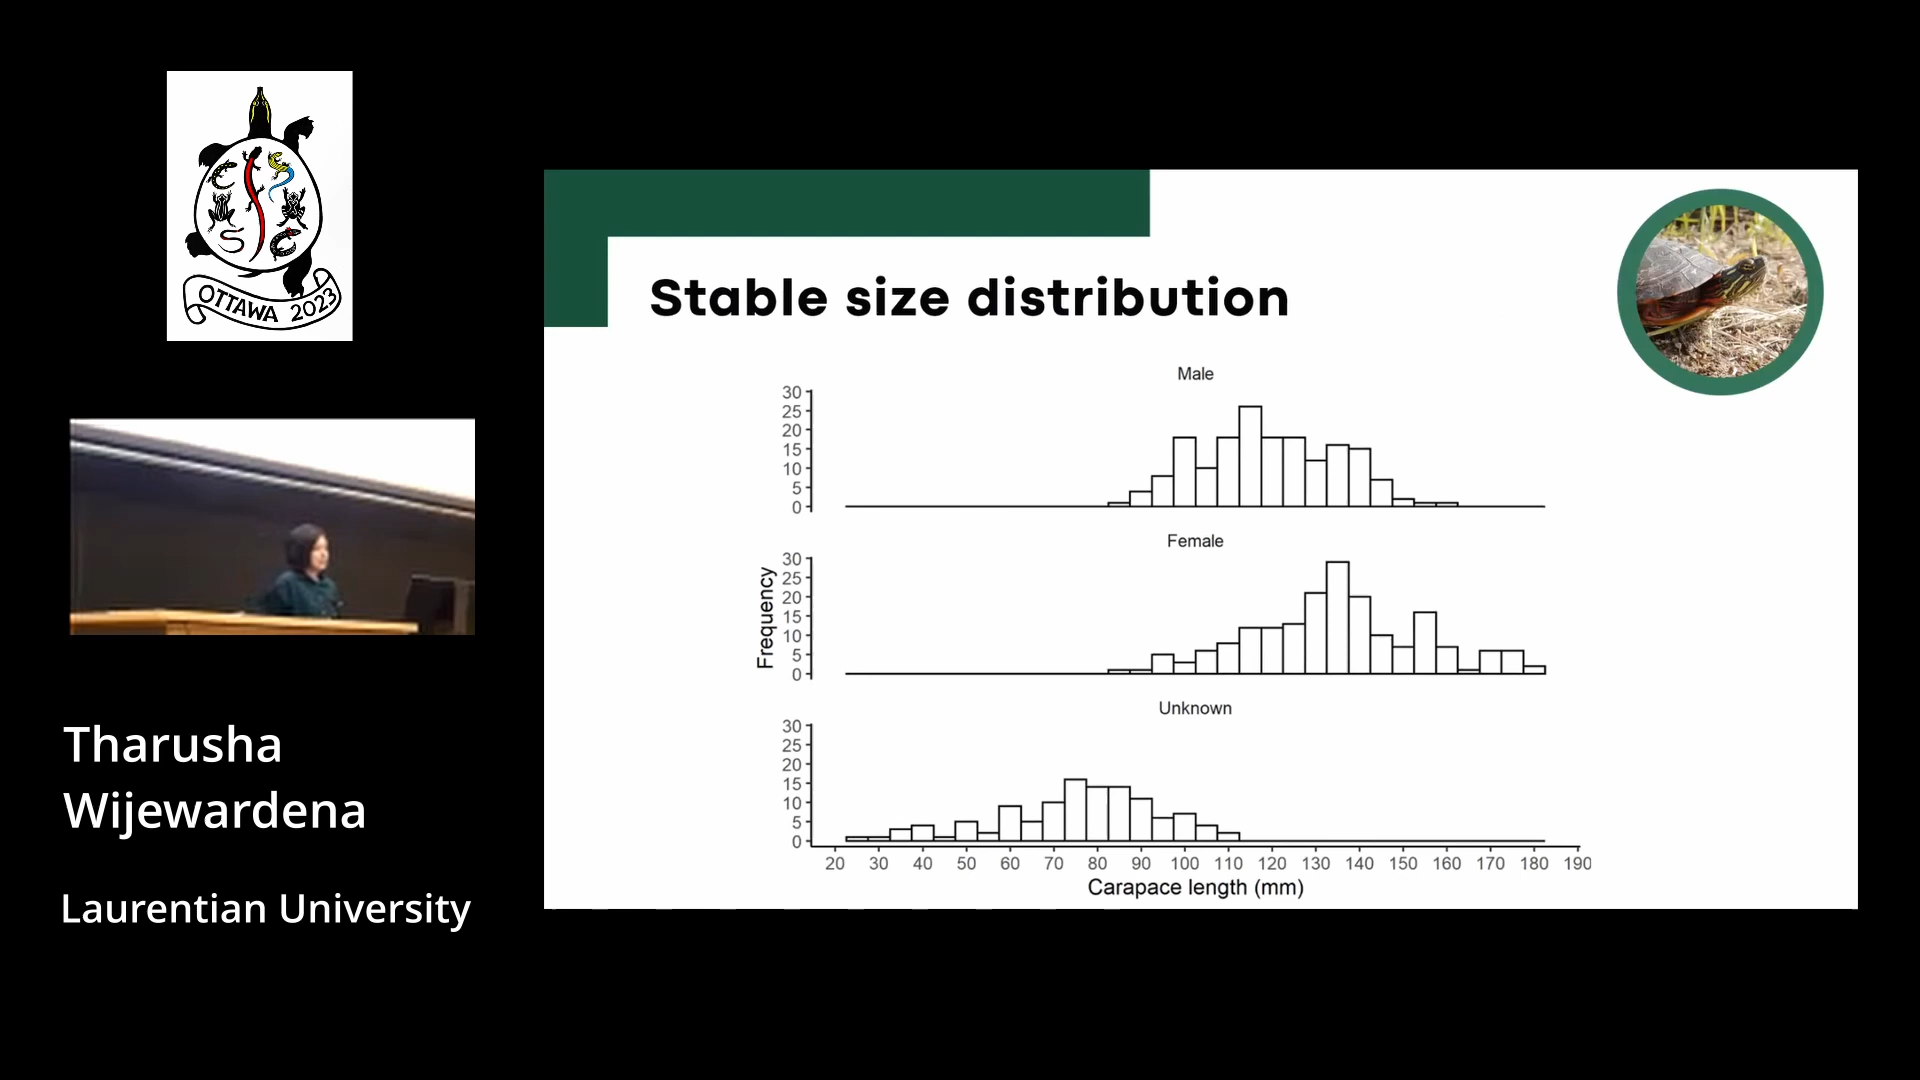 OTTAWA 2023
Tharusha
Wijewardena
Laurentian University
Stable size distribution
Male
30
25
20
15
10
5
0
Frequency
Female
30
25
20
15
10
5
0
Unknown
30
25
20
15
10
5
0
20 30 40 50 60 70 80 90 100 110 120 130 140 150 160 170 180 190
Carapace length (mm)